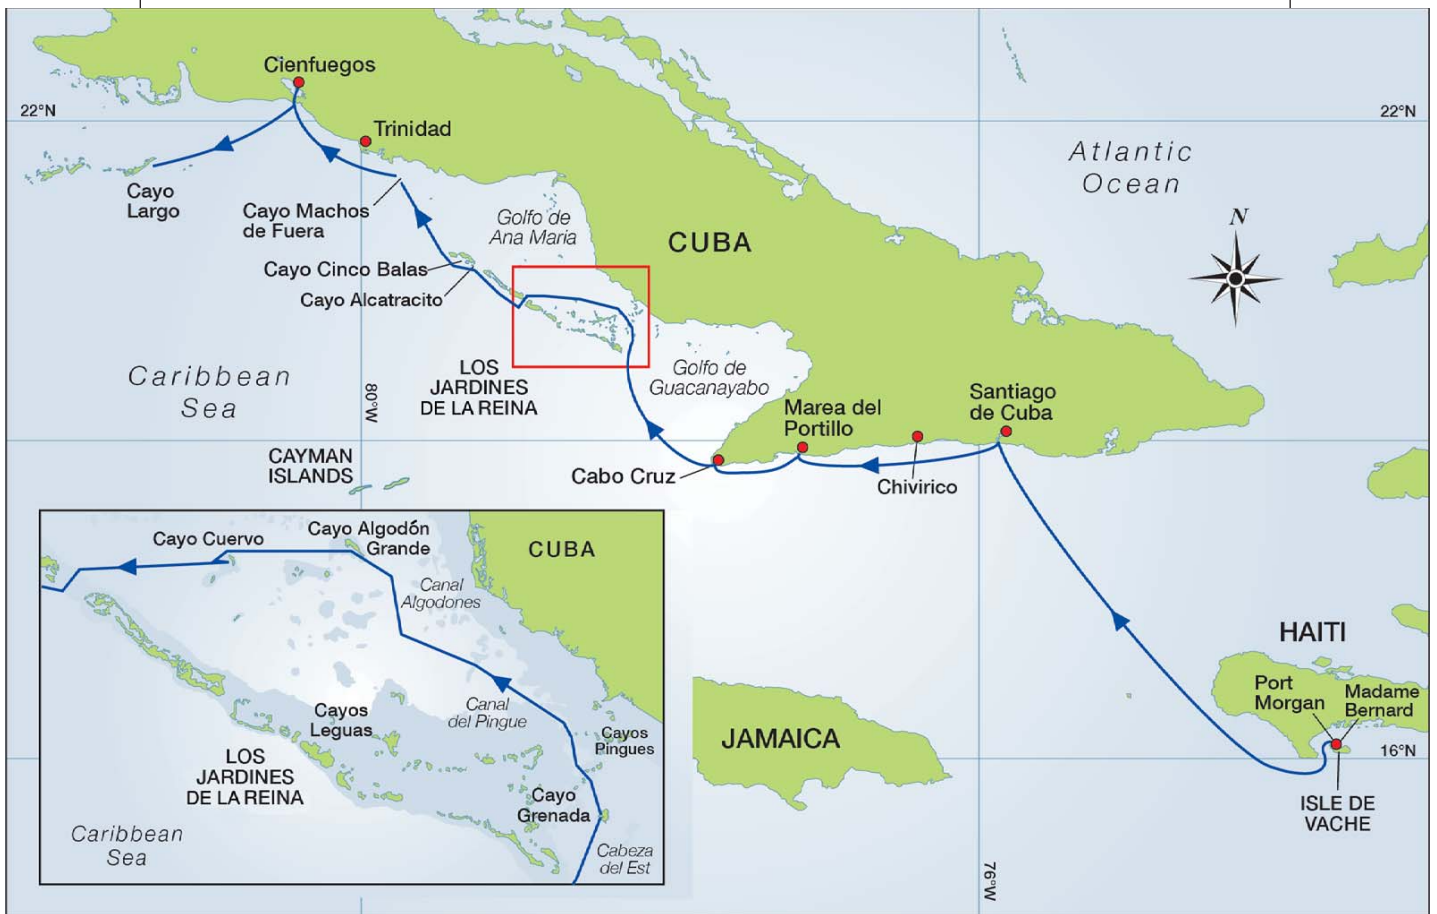 Cienfuegos
22°N
22°N
Trinidad
Atlantic
Ocean
Cayo
Largo
Cayo Machos
de Fuera
Golfo de
Ana Maria
N
CUBA
Cayo Cinco Balas
Cayo Alcatracito
Caribbean
Sea
80°W
LOS
JARDINES
DE LA REINA
Golfo de
Guacanayabo
Marea del
Portillo
Santiago
de Cuba
CAYMAN
ISLANDS
Cabo Cruz
Chivirico
Cayo Cuervo
Cayo Algodón
Grande
CUBA
Canal
Algodones
Canal
del Pingue
Cayos
Leguas
Cayos
Pingues
LOS
JARDINES
DE LA REINA
Cayo
Grenada
Caribbean
Sea
Cabeza
del Est
JAMAICA
HAITI
Port
Morgan
Madame
Bernard
16°N
ISLE DE
VACHE
76°W